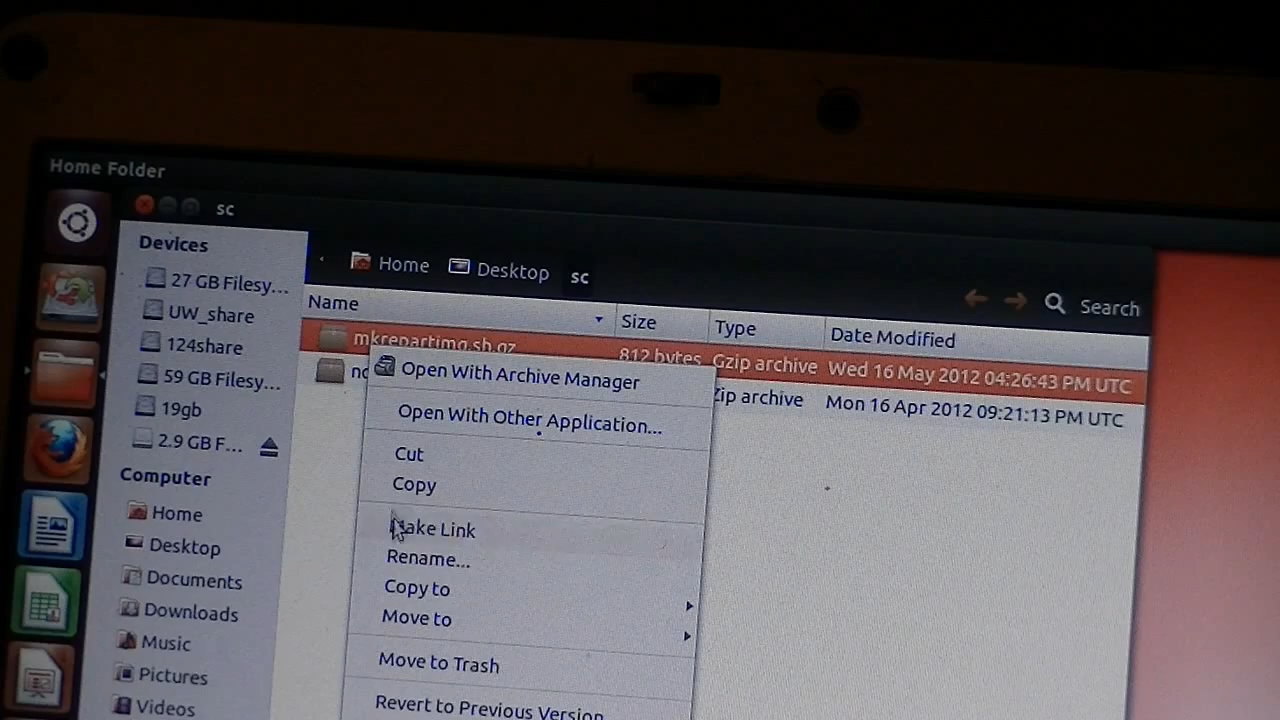 Home Folder
sc
Devices
27 GB Filesy...
UW_share
124share
59 GB Filesy...
19gb
2.9 GB F...
Computer
Home
Desktop
Documents
Downloads
Music
Pictures
Videos
Home Desktop sc
Search
Name Size Type Date Modified
mkrepartimg.sh.gz 812 bytes Gzip archive Wed 16 May 2012 04:26:43 PM UTC
Zip archive Mon 16 Apr 2012 09:21:13 PM UTC
Open With Archive Manager
Open With Other Application...
Cut
Copy
Make Link
Rename...
Copy to
Move to
Move to Trash
Revert to Previous Version